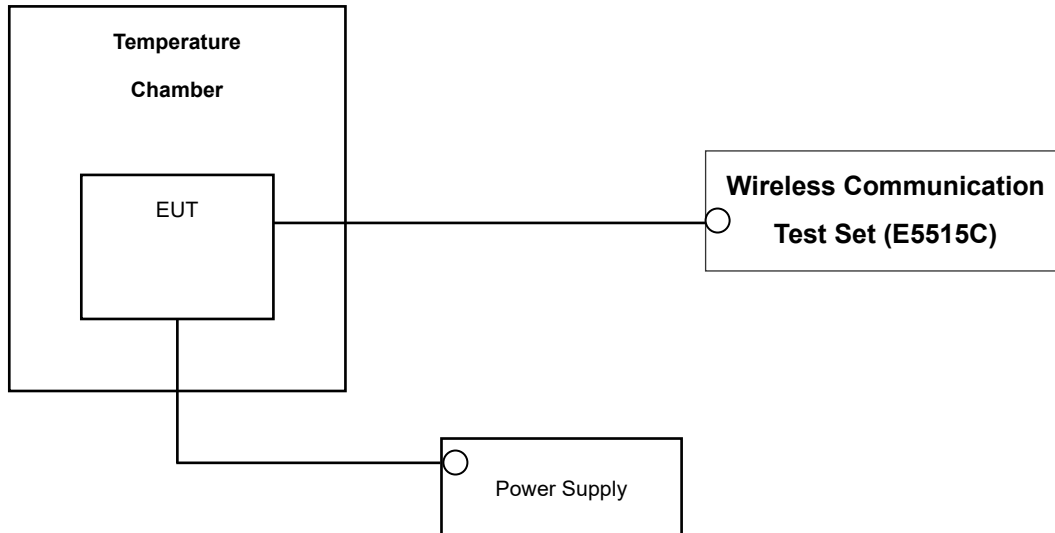 Temperature
Chamber
EUT
Wireless Communication
Test Set (E5515C)
Power Supply